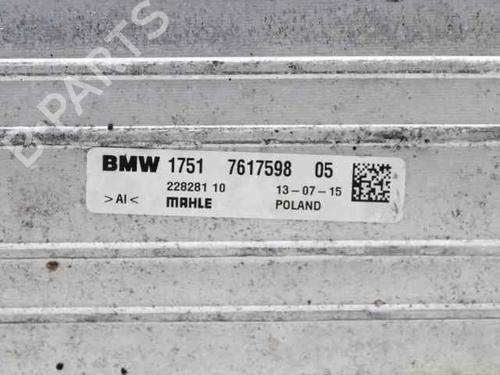 B-PARTS
BMW 1751 7617598 05
228281 10 13-07-15
>Al< MAHLE POLAND